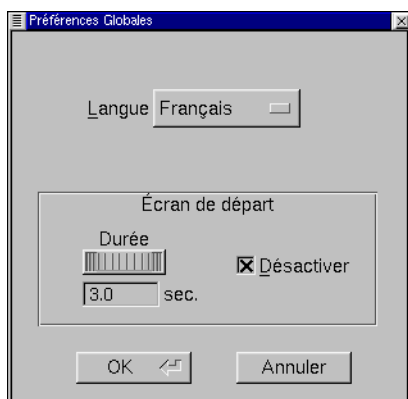 Préférences Globales
Langue Français
Écran de départ
Durée
Désactiver
3.0 sec.
OK Annuler